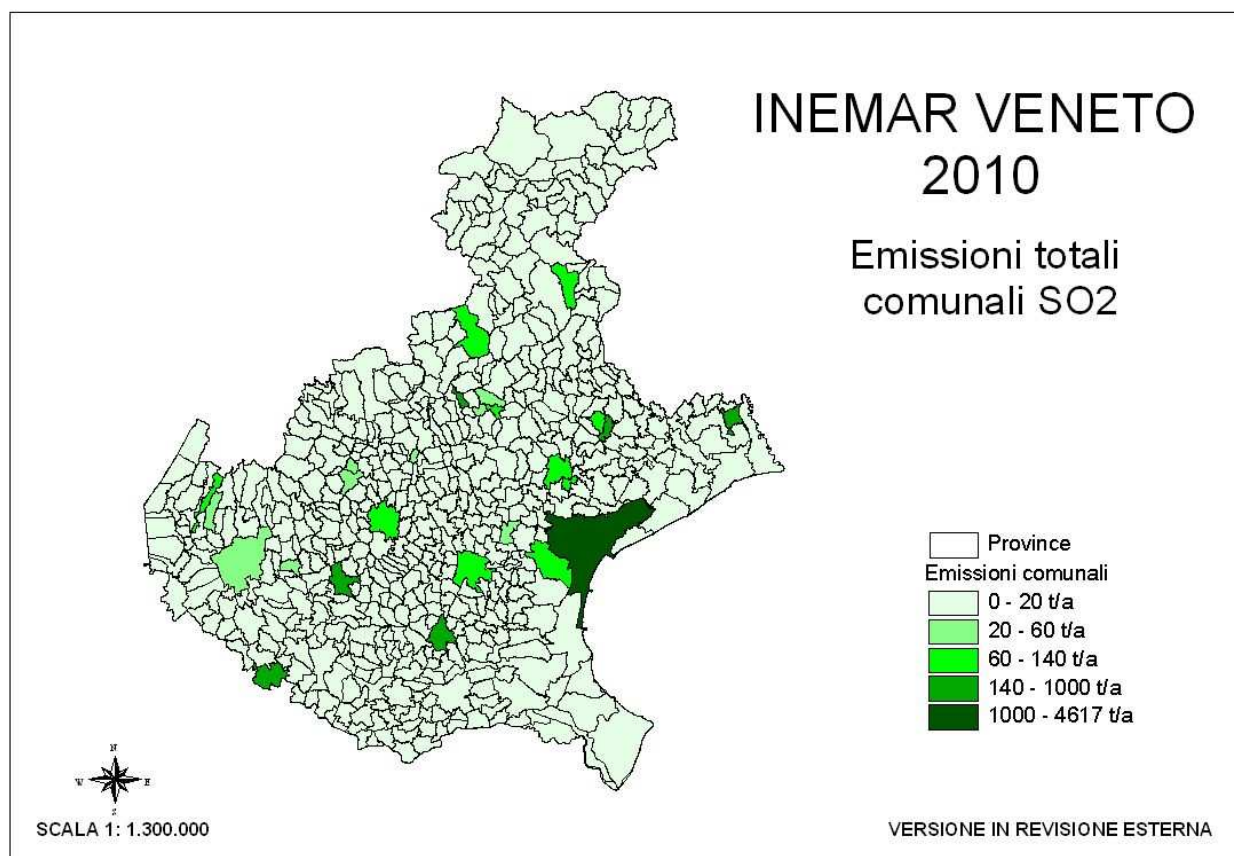 INEMAR VENETO
2010
Emissioni totali
comunali SO2
Province
Emissioni comunali
0 - 20 t/a
20 - 60 t/a
60 - 140 t/a
140 - 1000 t/a
1000 - 4617 t/a
N
W
E
S
SCALA 1: 1.300.000
VERSIONE IN REVISIONE ESTERNA